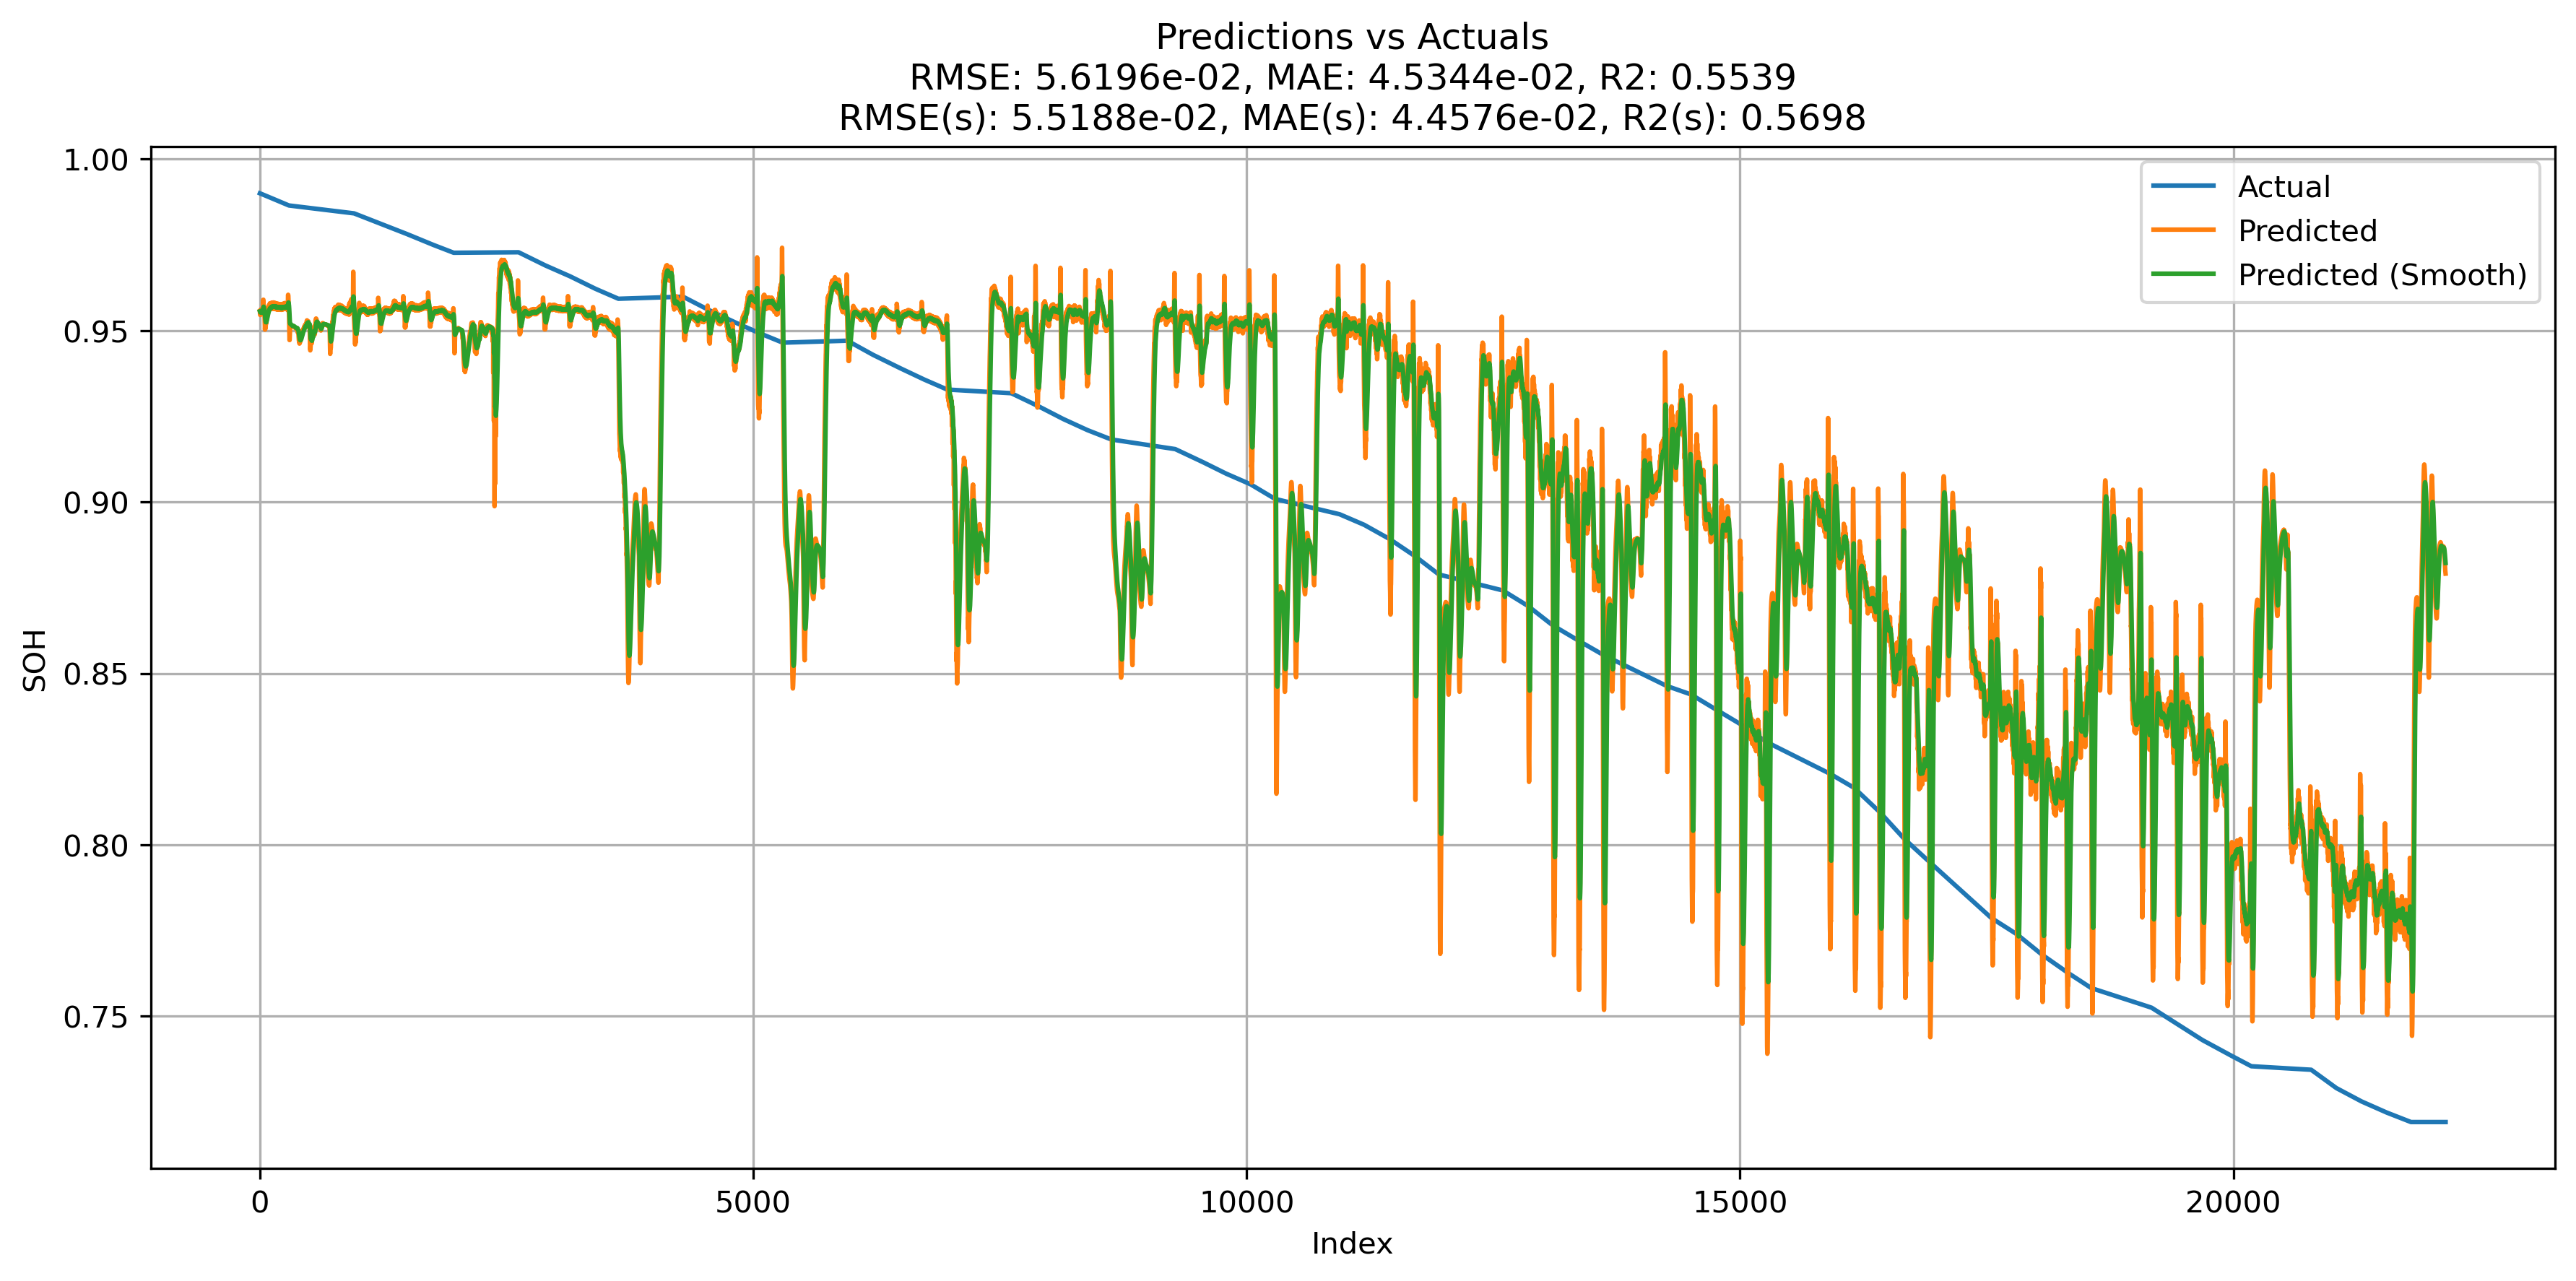 Predictions vs Actuals
RMSE: 5.6196e-02, MAE: 4.5344e-02, R2: 0.5539
RMSE(s): 5.5188e-02, MAE(s): 4.4576e-02, R2(s): 0.5698
Actual
Predicted
Predicted (Smooth)
SOH
1.00
0.95
0.90
0.85
0.80
0.75
0 5000 10000 15000 20000
Index